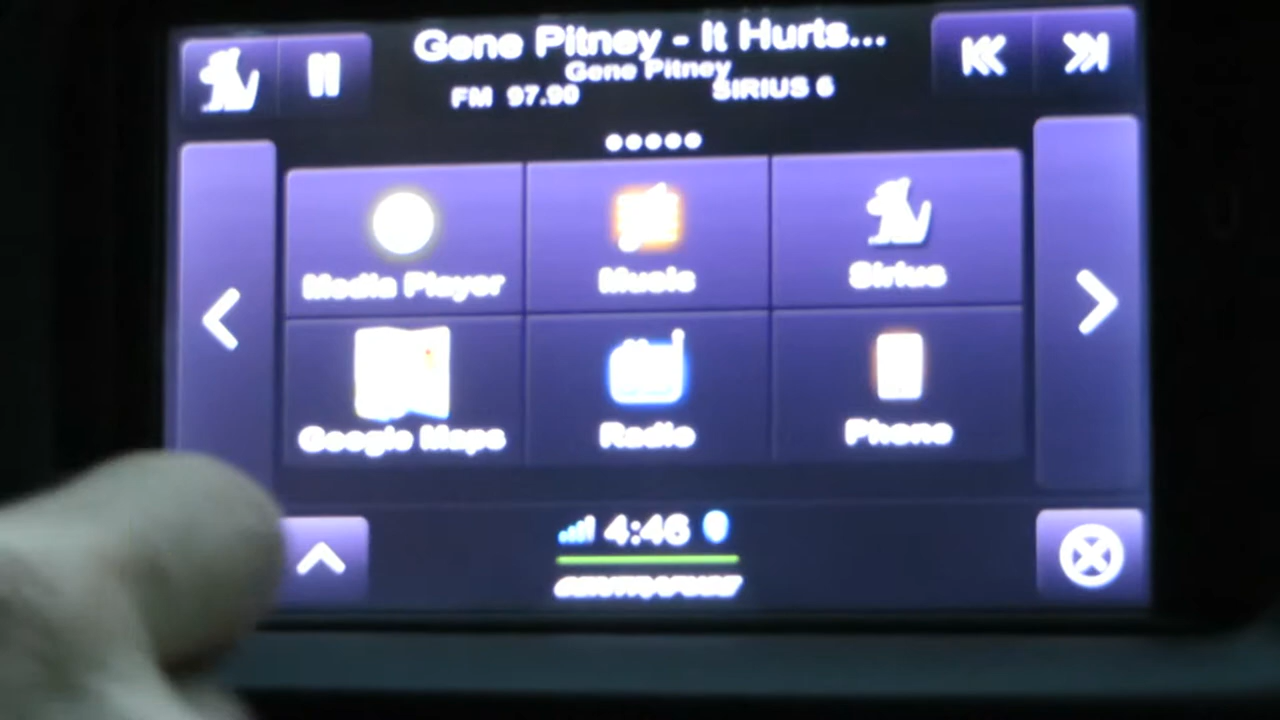 Gene Pitney - It Hurts...
Gene Pitney
FM 97.90 SIRIUS 6
Media Player
Music
Sirius
Google Maps
Radio
Phone
4:46
CENTRAFUSE